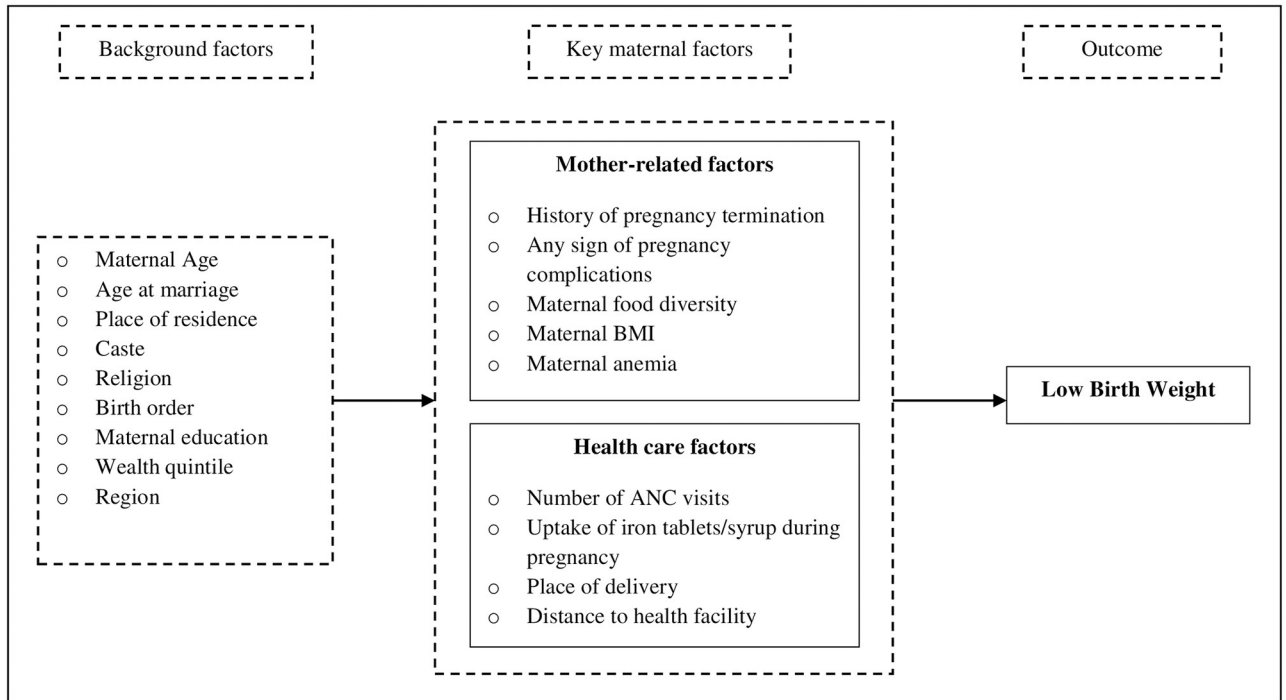 Background factors
Key maternal factors
Outcome
Maternal Age
Age at marriage
Place of residence
Caste
Religion
Birth order
Maternal education
Wealth quintile
Region
Mother-related factors
History of pregnancy termination
Any sign of pregnancy
complications
Maternal food diversity
Maternal BMI
Maternal anemia
Health care factors
Number of ANC visits
Uptake of iron tablets/syrup during
pregnancy
Place of delivery
Distance to health facility
Low Birth Weight